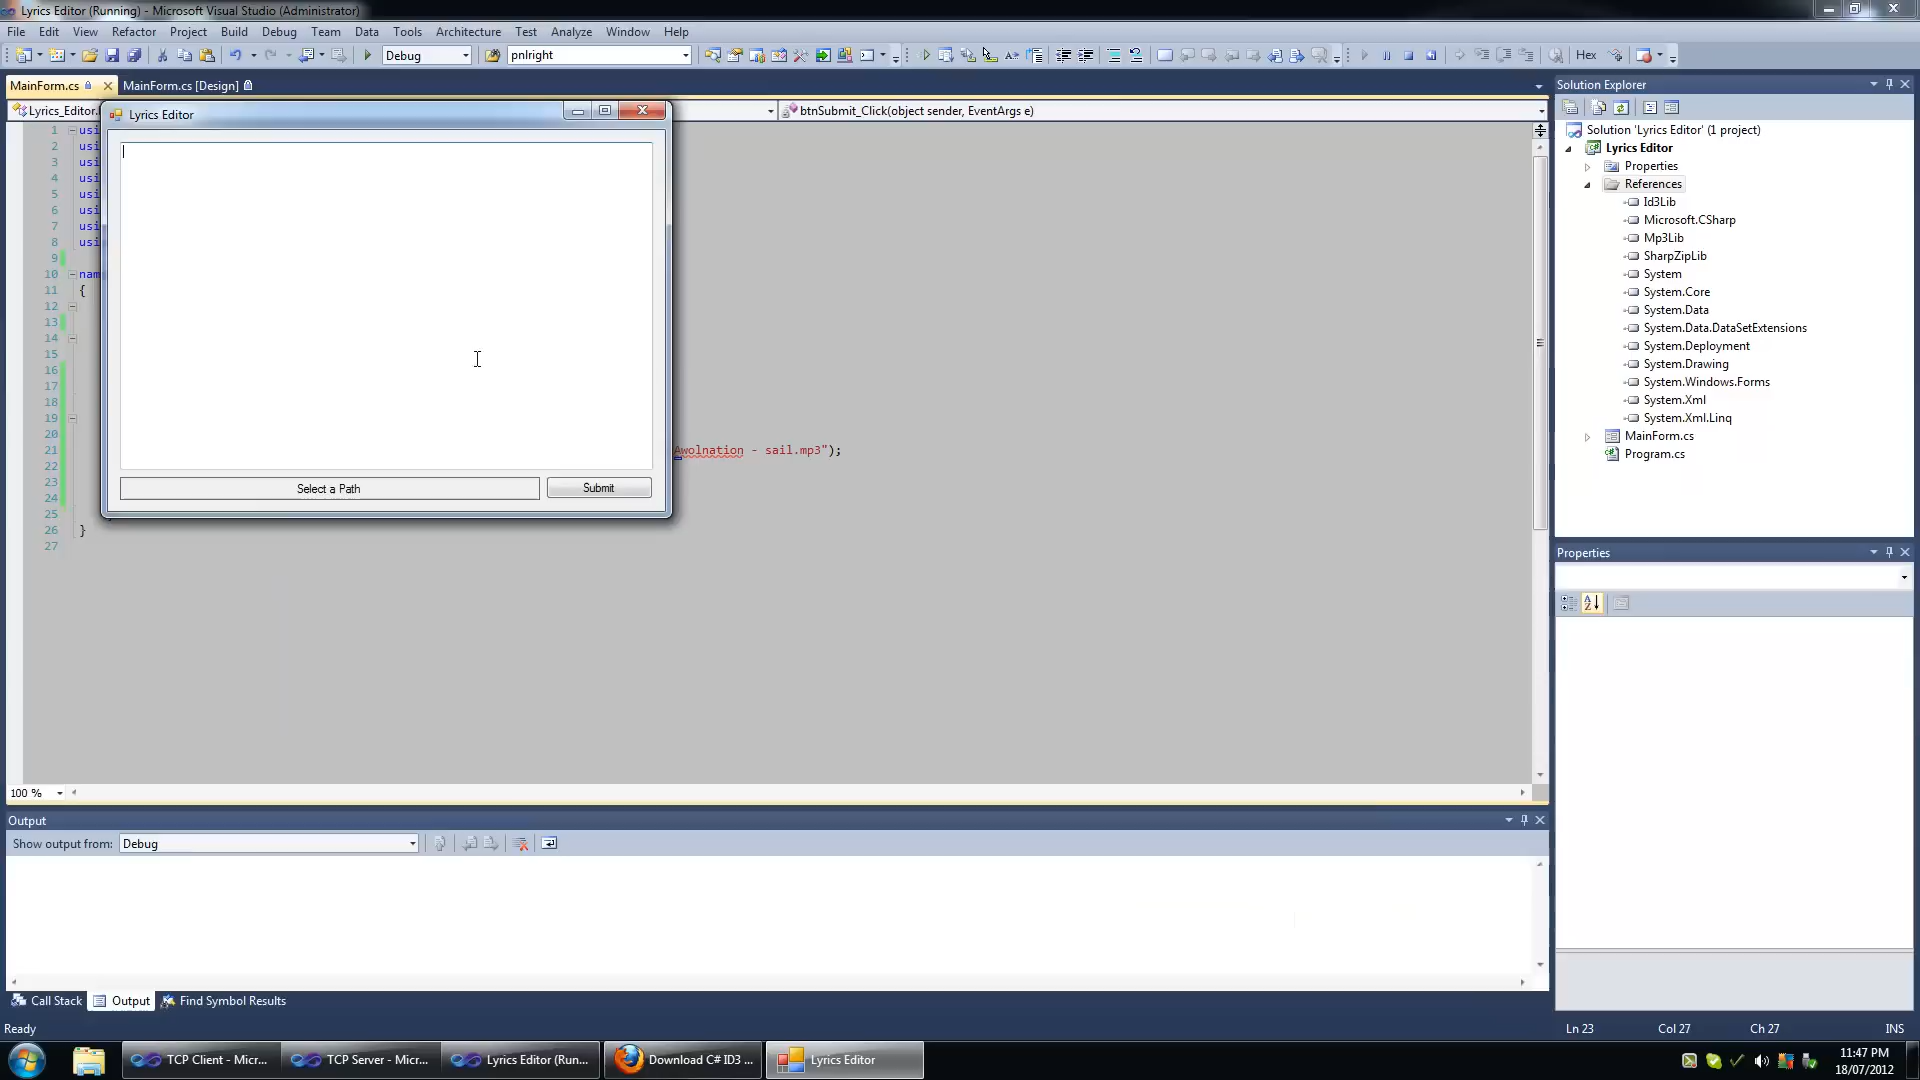 Lyrics Editor (Running) - Microsoft Visual Studio (Administrator)
File Edit View Refactor Project Build Debug Team Data Tools Architecture Test Analyze Window Help
Debug pnlright Hex
MainForm.cs MainForm.cs [Design]
Lyrics_Editor. btnSubmit_Click(object sender, EventArgs e)
Lyrics Editor
1 usi
2 usi
3 usi
4 usi
5 usi
6 usi
7 usi
8 usi
9
10 nam
11 {
12
13
14
15
16
17
18
19
20
21 Awolnation - sail.mp3");
22
23
24
25
26 }
27
Select a Path Submit
100 %
Solution Explorer
Solution 'Lyrics Editor' (1 project)
Lyrics Editor
Properties
References
Id3Lib
Microsoft.CSharp
Mp3Lib
SharpZipLib
System
System.Core
System.Data
System.Data.DataSetExtensions
System.Deployment
System.Drawing
System.Windows.Forms
System.Xml
System.Xml.Linq
MainForm.cs
Program.cs
Properties
Output
Show output from: Debug
Call Stack Output Find Symbol Results
Ready Ln 23 Col 27 Ch 27 INS
TCP Client - Micr... TCP Server - Micr... Lyrics Editor (Run... Download C# ID3 ... Lyrics Editor
11:47 PM
18/07/2012